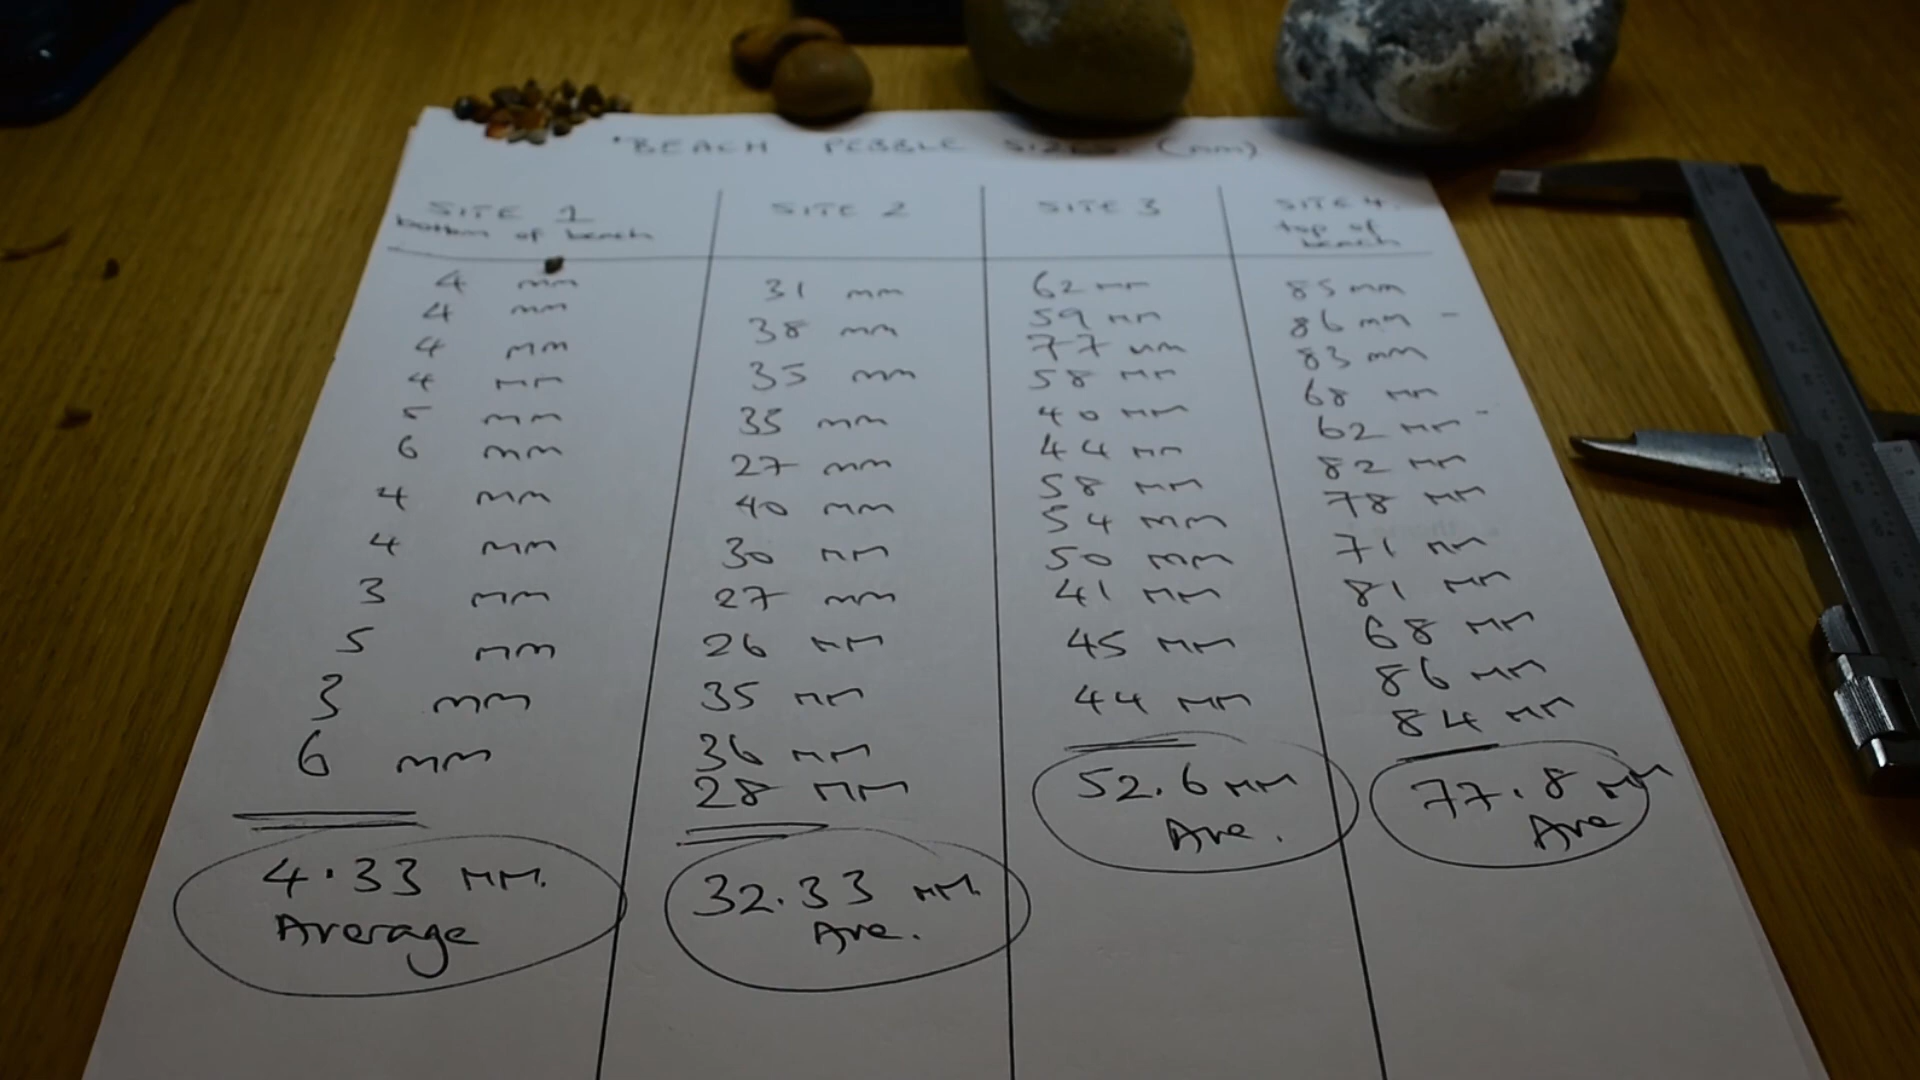 "BEACH PEBBLE SIZES (mm)
SITE 1
bottom of beach
4 mm
4 mm
4 mm
4 mm
5 mm
6 mm
4 mm
4 mm
3 mm
5 mm
3 mm
6 mm
4.33 mm.
Average
SITE 2
31 mm
38 mm
35 mm
35 mm
27 mm
40 mm
30 mm
27 mm
26 mm
35 mm
36 mm
28 mm
32.33 mm.
Ave.
SITE 3
62 mm
59 mm
77 mm
58 mm
40 mm
44 mm
58 mm
54 mm
50 mm
41 mm
45 mm
44 mm
52.6 mm
Ave.
SITE 4.
top of
beach
85 mm
86 mm -
83 mm
68 mm
62 mm -
82 mm
78 mm
71 mm
81 mm
68 mm
86 mm
84 mm
77.8 mm
Ave